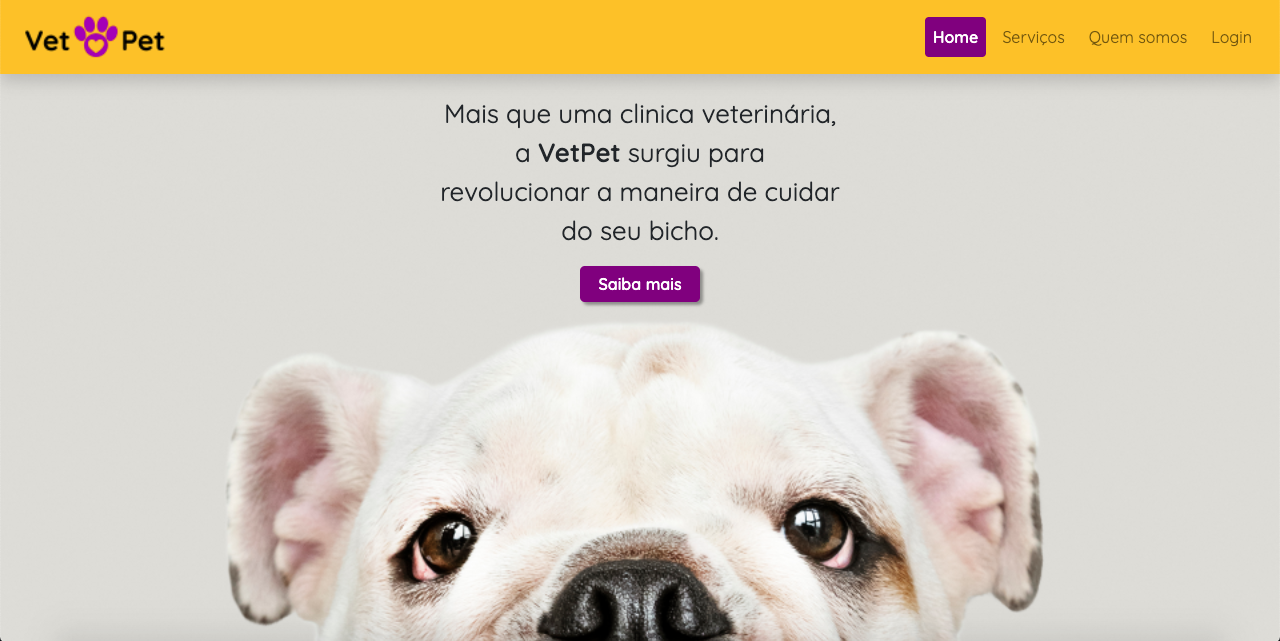 Vet Pet
Home Serviços Quem somos Login
Mais que uma clinica veterinária,
a VetPet surgiu para
revolucionar a maneira de cuidar
do seu bicho.
Saiba mais